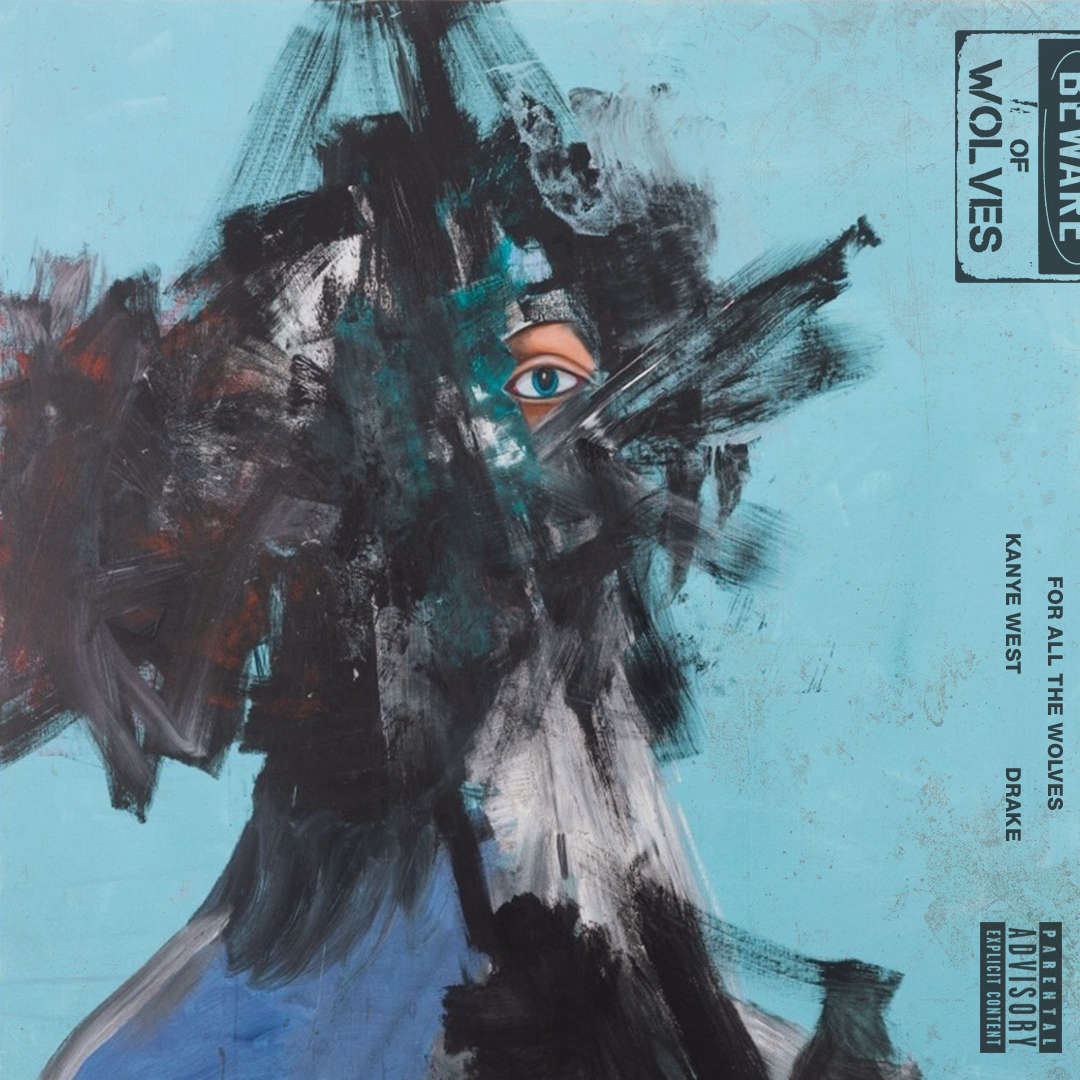 BEWARE
OF
WOLVES
FOR ALL THE WOLVES
KANYE WEST
DRAKE
PARENTAL
ADVISORY
EXPLICIT CONTENT